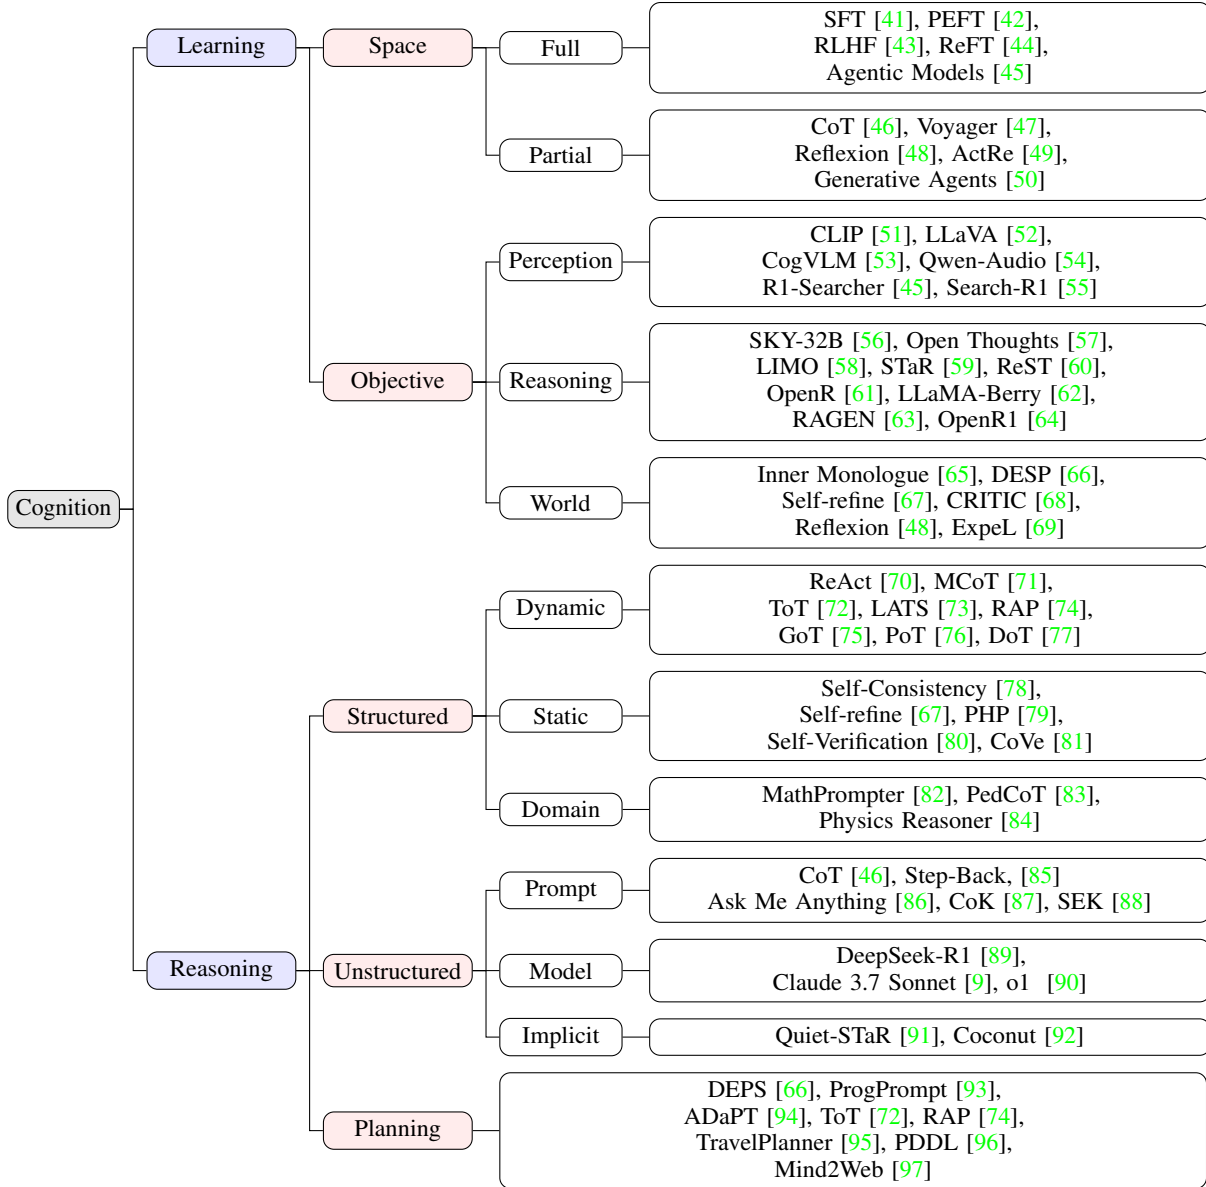 Learning
Space
Full
SFT [41], PEFT [42],
RLHF [43], ReFT [44],
Agentic Models [45]
Partial
CoT [46], Voyager [47],
Reflexion [48], ActRe [49],
Generative Agents [50]
Perception
CLIP [51], LLaVA [52],
CogVLM [53], Qwen-Audio [54],
R1-Searcher [45], Search-R1 [55]
Objective
Reasoning
SKY-32B [56], Open Thoughts [57],
LIMO [58], STaR [59], ReST [60],
OpenR [61], LLaMA-Berry [62],
RAGEN [63], OpenR1 [64]
World
Inner Monologue [65], DESP [66],
Self-refine [67], CRITIC [68],
Reflexion [48], ExpeL [69]
Cognition
Dynamic
ReAct [70], MCoT [71],
ToT [72], LATS [73], RAP [74],
GoT [75], PoT [76], DoT [77]
Structured
Static
Self-Consistency [78],
Self-refine [67], PHP [79],
Self-Verification [80], CoVe [81]
Domain
MathPrompter [82], PedCoT [83],
Physics Reasoner [84]
Prompt
CoT [46], Step-Back, [85]
Ask Me Anything [86], CoK [87], SEK [88]
Reasoning
Unstructured
Model
DeepSeek-R1 [89],
Claude 3.7 Sonnet [9], o1 [90]
Implicit
Quiet-STaR [91], Coconut [92]
Planning
DEPS [66], ProgPrompt [93],
ADaPT [94], ToT [72], RAP [74],
TravelPlanner [95], PDDL [96],
Mind2Web [97]